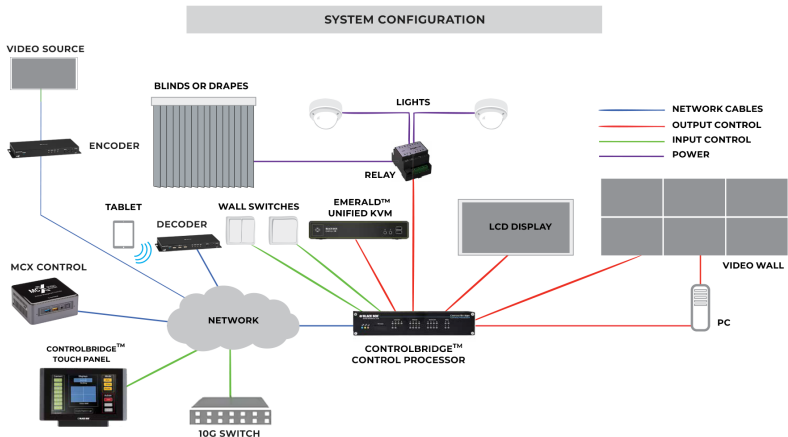 SYSTEM CONFIGURATION
VIDEO SOURCE
BLINDS OR DRAPES
LIGHTS
NETWORK CABLES
OUTPUT CONTROL
INPUT CONTROL
POWER
ENCODER
RELAY
TABLET
DECODER
WALL SWITCHES
EMERALD™
UNIFIED KVM
LCD DISPLAY
VIDEO WALL
MCX CONTROL
NETWORK
BLACK BOX
PC
CONTROLBRIDGE™
CONTROL PROCESSOR
CONTROLBRIDGE™
TOUCH PANEL
10G SWITCH